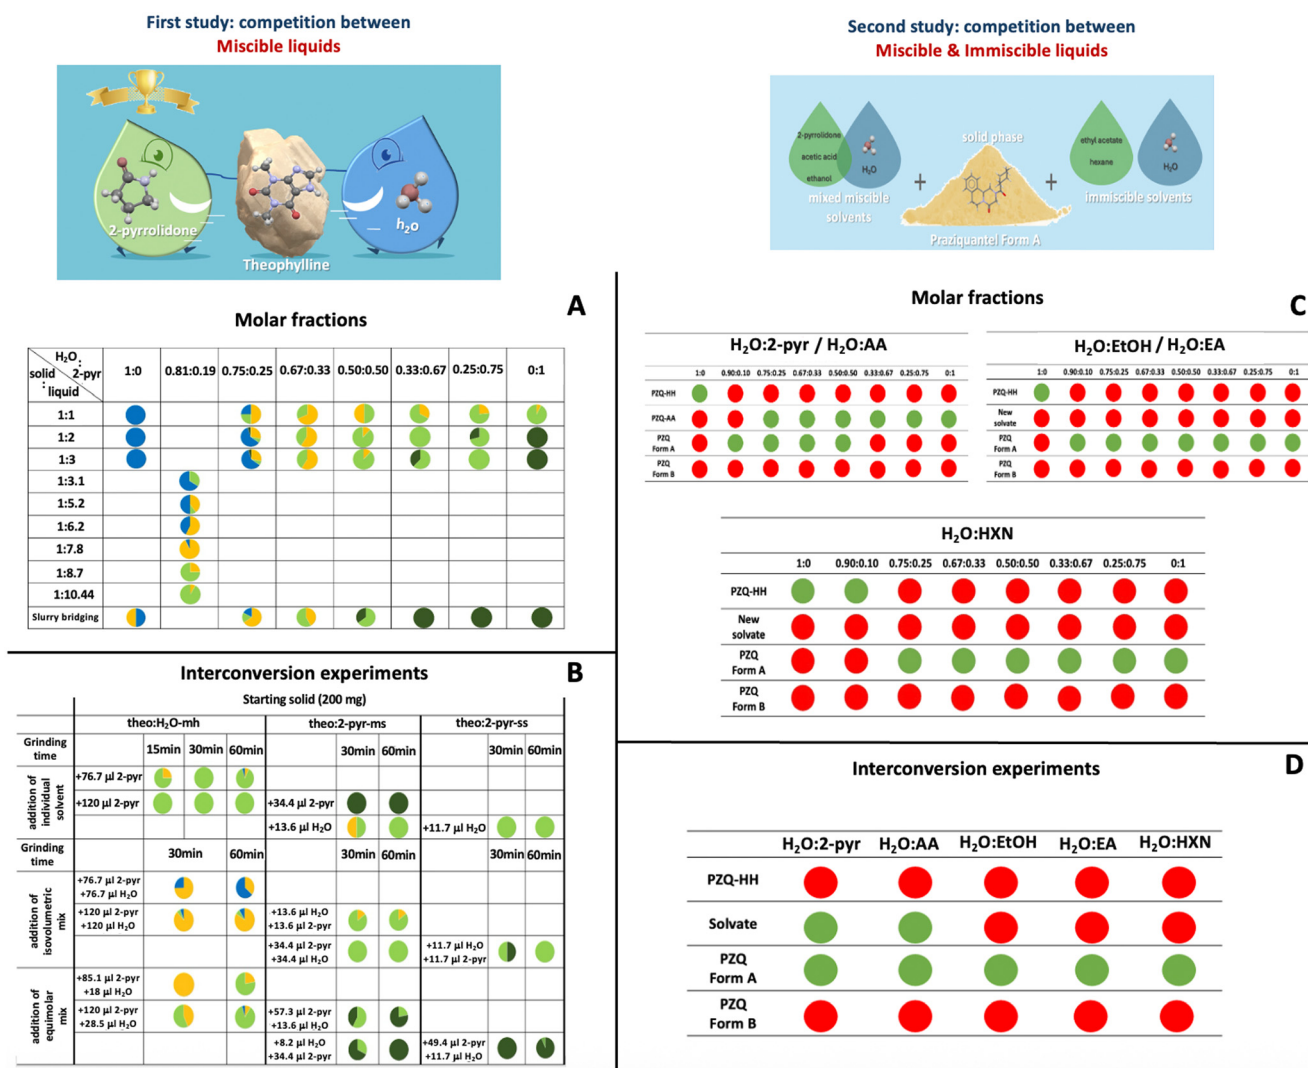 First study: competition between
Miscible liquids
2-pyrrolidone
Theophylline
h₂o
Second study: competition between
Miscible & Immiscible liquids
2-pyrrolidone
acetic acid
ethanol
H₂O
mixed miscible
solvents
+
solid phase
Praziquantel Form A
+
ethyl acetate
hexane
H₂O
immiscible solvents
A
Molar fractions
H₂O : 2-pyr
solid : liquid
1:0 0.81:0.19 0.75:0.25 0.67:0.33 0.50:0.50 0.33:0.67 0.25:0.75 0:1
1:1
1:2
1:3
1:3.1
1:5.2
1:6.2
1:7.8
1:8.7
1:10.44
Slurry bridging
B
Interconversion experiments
Starting solid (200 mg)
theo:H₂O-mh theo:2-pyr-ms theo:2-pyr-ss
Grinding
time
15min 30min 60min 30min 60min 30min 60min
addition of
individual
solvent
+76.7 µl 2-pyr
+120 µl 2-pyr +34.4 µl 2-pyr
+13.6 µl H₂O +11.7 µl H₂O
Grinding
time
30min 60min 30min 60min 30min 60min
addition of
isovolumetric
mix
+76.7 µl 2-pyr
+76.7 µl H₂O
+120 µl 2-pyr
+120 µl H₂O
+13.6 µl H₂O
+13.6 µl 2-pyr
+34.4 µl 2-pyr
+34.4 µl H₂O
+11.7 µl H₂O
+11.7 µl 2-pyr
addition of
equimolar
mix
+85.1 µl 2-pyr
+18 µl H₂O
+120 µl 2-pyr
+28.5 µl H₂O
+57.3 µl 2-pyr
+13.6 µl H₂O
+8.2 µl H₂O
+34.4 µl 2-pyr
+49.4 µl 2-pyr
+11.7 µl H₂O
C
Molar fractions
H₂O:2-pyr / H₂O:AA
1:0 0.90:0.10 0.75:0.25 0.67:0.33 0.50:0.50 0.33:0.67 0.25:0.75 0:1
PZQ-HH
PZQ-AA
PZQ
Form A
PZQ
Form B
H₂O:EtOH / H₂O:EA
1:0 0.90:0.10 0.75:0.25 0.67:0.33 0.50:0.50 0.33:0.67 0.25:0.75 0:1
PZQ-HH
New
solvate
PZQ
Form A
PZQ
Form B
H₂O:HXN
1:0 0.90:0.10 0.75:0.25 0.67:0.33 0.50:0.50 0.33:0.67 0.25:0.75 0:1
PZQ-HH
New
solvate
PZQ
Form A
PZQ
Form B
D
Interconversion experiments
H₂O:2-pyr H₂O:AA H₂O:EtOH H₂O:EA H₂O:HXN
PZQ-HH
Solvate
PZQ
Form A
PZQ
Form B